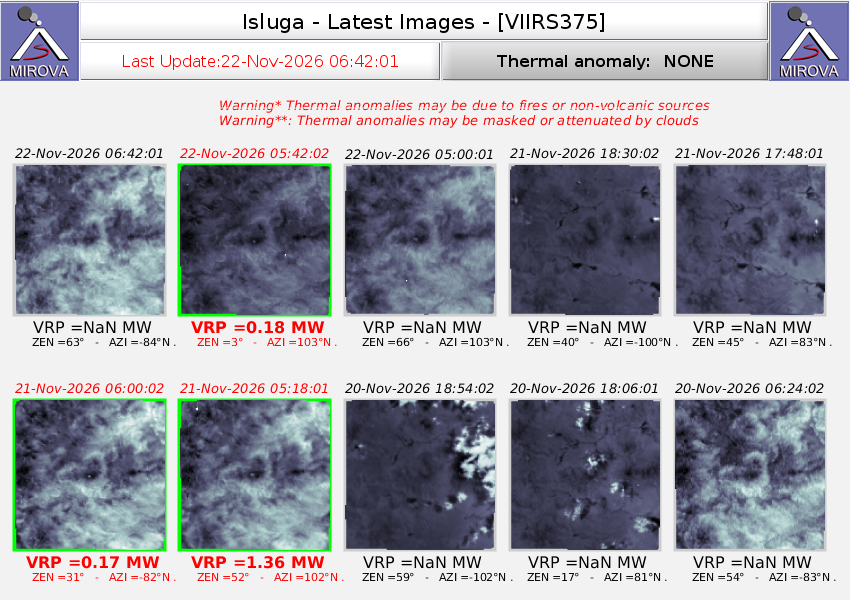 Isluga - Latest Images - [VIIRS375]
MIROVA
Last Update:22-Nov-2026 06:42:01
Thermal anomaly: NONE
MIROVA
Warning* Thermal anomalies may be due to fires or non-volcanic sources
Warning**: Thermal anomalies may be masked or attenuated by clouds
22-Nov-2026 06:42:01 22-Nov-2026 05:42:02 22-Nov-2026 05:00:01 21-Nov-2026 18:30:02 21-Nov-2026 17:48:01
VRP =NaN MW VRP =0.18 MW VRP =NaN MW VRP =NaN MW VRP =NaN MW
ZEN =63° - AZI =-84°N . ZEN =3° - AZI =103°N . ZEN =66° - AZI =103°N . ZEN =40° - AZI =-100°N . ZEN =45° - AZI =83°N .
21-Nov-2026 06:00:02 21-Nov-2026 05:18:01 20-Nov-2026 18:54:02 20-Nov-2026 18:06:01 20-Nov-2026 06:24:02
VRP =0.17 MW VRP =1.36 MW VRP =NaN MW VRP =NaN MW VRP =NaN MW
ZEN =31° - AZI =-82°N . ZEN =52° - AZI =102°N . ZEN =59° - AZI =-102°N . ZEN =17° - AZI =81°N . ZEN =54° - AZI =-83°N .